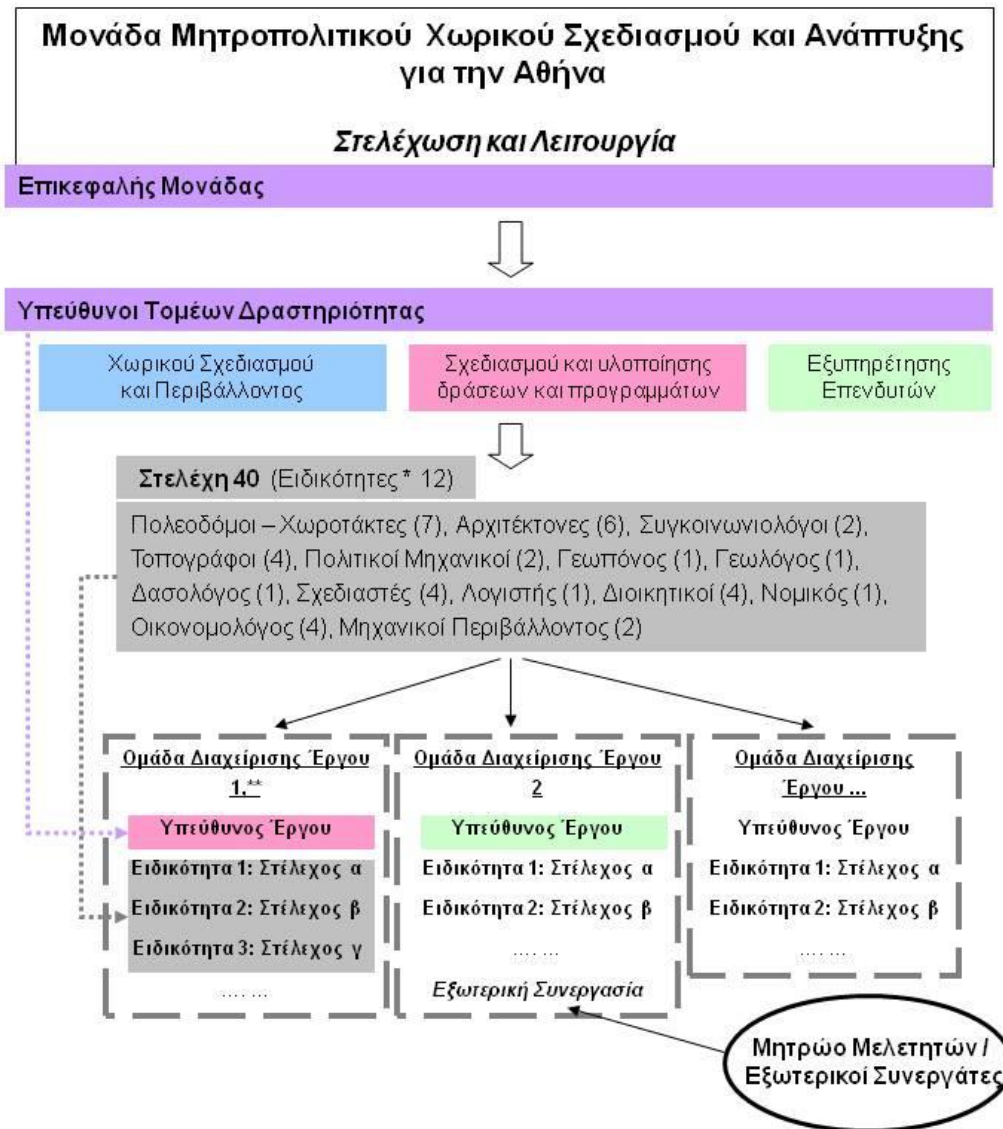 Μονάδα Μητροπολιτικού Χωρικού Σχεδιασμού και Ανάπτυξης
για την Αθήνα
Στελέχωση και Λειτουργία
Επικεφαλής Μονάδας
Υπεύθυνοι Τομέων Δραστηριότητας
Χωρικού Σχεδιασμού
και Περιβάλλοντος
Σχεδιασμού και υλοποίησης
δράσεων και προγραμμάτων
Εξυπηρέτησης
Επενδυτών
Στελέχη 40 (Ειδικότητες * 12)
Πολεοδόμοι – Χωροτάκτες (7), Αρχιτέκτονες (6), Συγκοινωνιολόγοι (2),
Τοπογράφοι (4), Πολιτικοί Μηχανικοί (2), Γεωπόνος (1), Γεωλόγος (1),
Δασολόγος (1), Σχεδιαστές (4), Λογιστής (1), Διοικητικοί (4), Νομικός (1),
Οικονομολόγος (4), Μηχανικοί Περιβάλλοντος (2)
Ομάδα Διαχείρισης Έργου
1.**
Υπεύθυνος Έργου
Ειδικότητα 1: Στέλεχος α
Ειδικότητα 2: Στέλεχος β
Ειδικότητα 3: Στέλεχος γ
.... ...
Ομάδα Διαχείρισης Έργου
2
Υπεύθυνος Έργου
Ειδικότητα 1: Στέλεχος α
Ειδικότητα 2: Στέλεχος β
.... ...
Εξωτερική Συνεργασία
Ομάδα Διαχείρισης
Έργου ...
Υπεύθυνος Έργου
Ειδικότητα 1: Στέλεχος α
Ειδικότητα 2: Στέλεχος β
.... ...
Μητρώο Μελετητών /
Εξωτερικοί Συνεργάτες